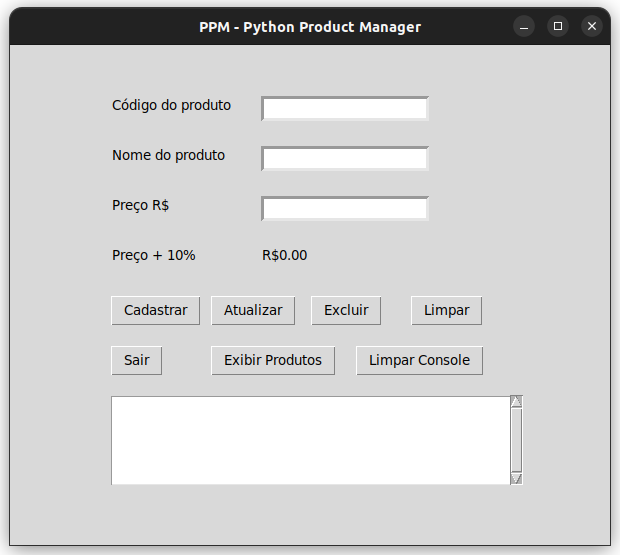 PPM - Python Product Manager
Código do produto
Nome do produto
Preço R$
Preço + 10% R$0.00
Cadastrar Atualizar Excluir Limpar
Sair Exibir Produtos Limpar Console